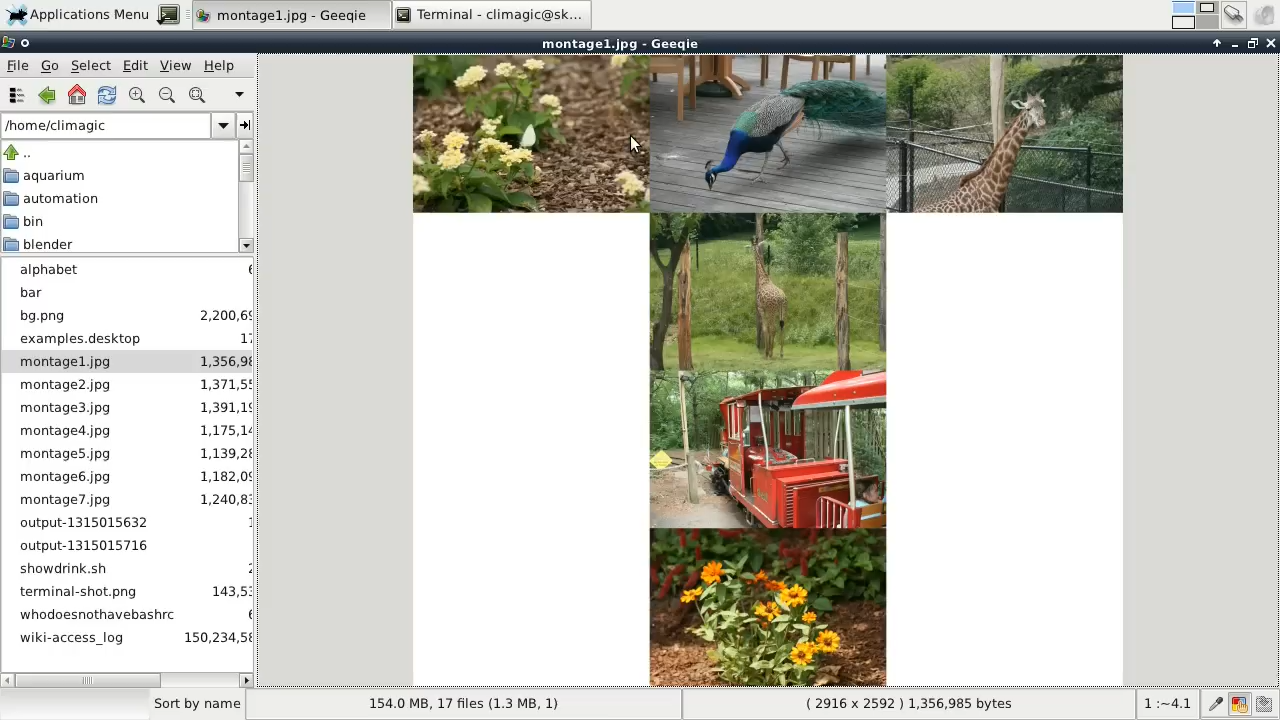 Applications Menu montage1.jpg - Geeqie Terminal - climagic@sk...
montage1.jpg - Geeqie
File Go Select Edit View Help
/home/climagic
..
aquarium
automation
bin
blender
alphabet 6
bar
bg.png 2,200,69
examples.desktop 17
montage1.jpg 1,356,98
montage2.jpg 1,371,55
montage3.jpg 1,391,19
montage4.jpg 1,175,14
montage5.jpg 1,139,28
montage6.jpg 1,182,09
montage7.jpg 1,240,83
output-1315015632 1
output-1315015716
showdrink.sh 2
terminal-shot.png 143,53
whodoesnothavebashrc 6
wiki-access_log 150,234,58
Sort by name 154.0 MB, 17 files (1.3 MB, 1) ( 2916 x 2592 ) 1,356,985 bytes 1 :~4.1